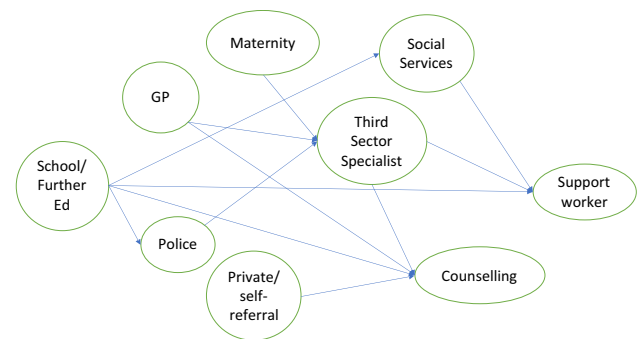 Maternity
Social
Services
GP
Third
Sector
Specialist
School/
Further
Ed
Support
worker
Police
Private/
self-
referral
Counselling